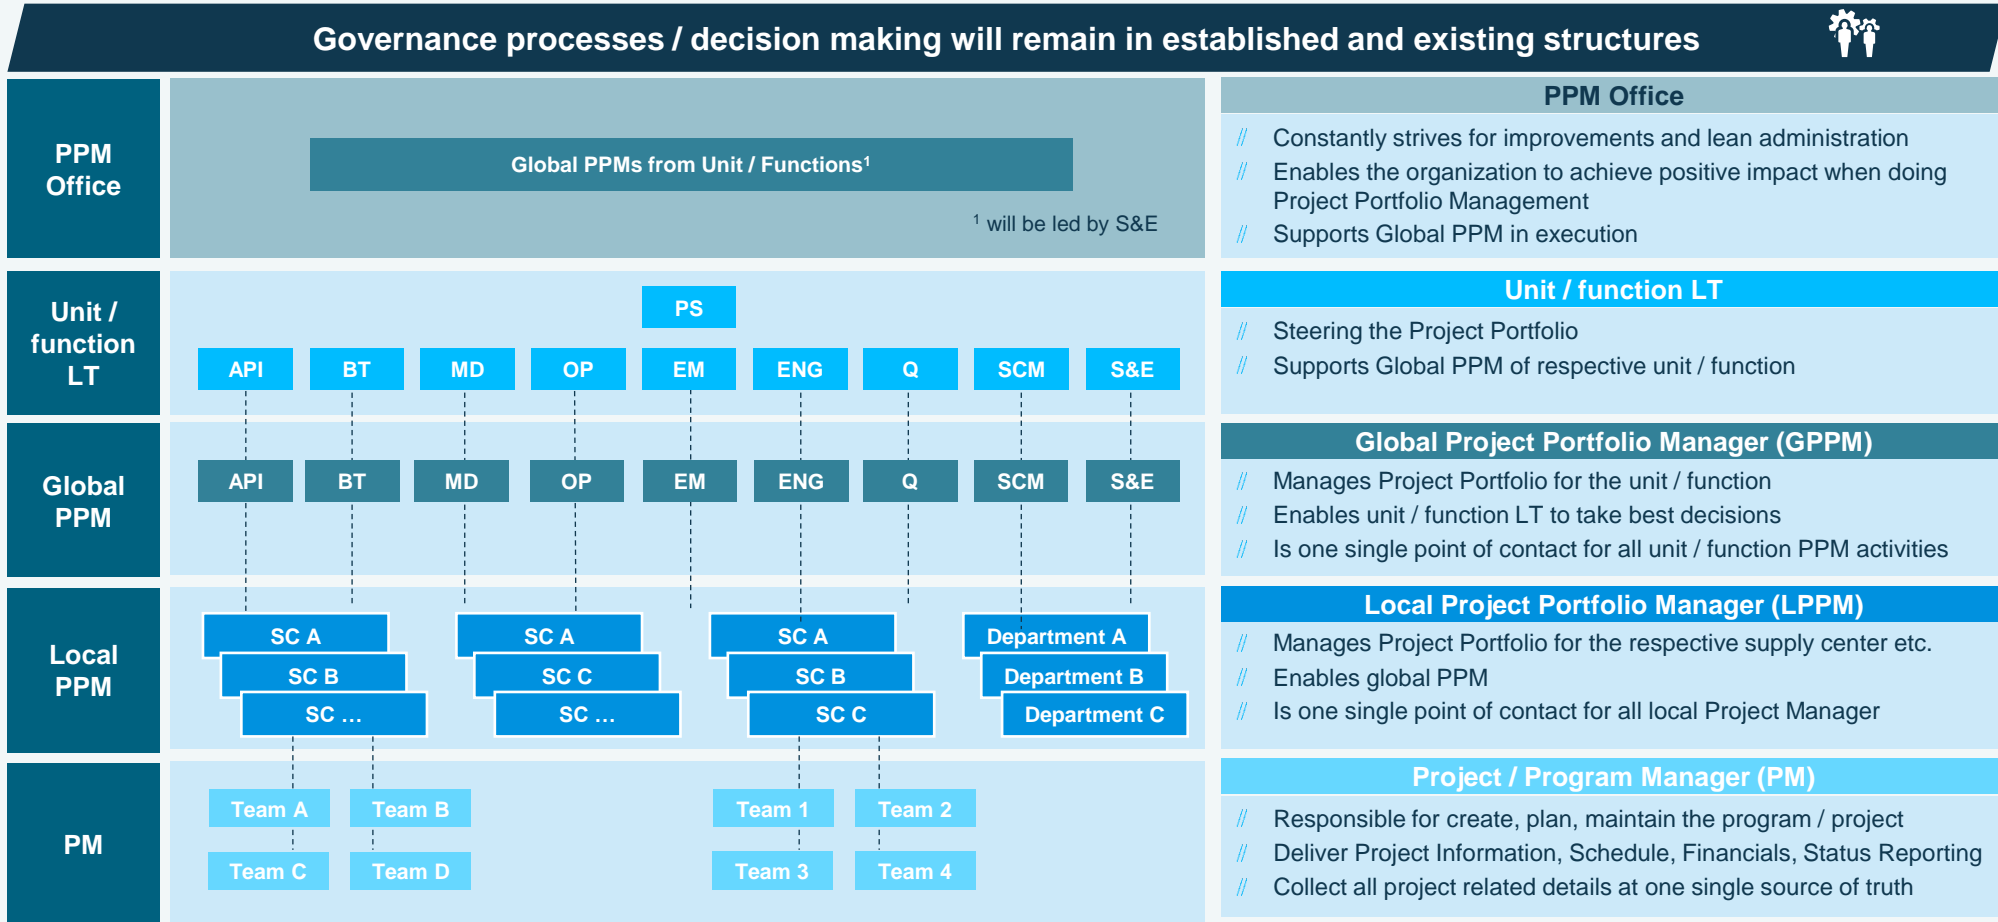 Governance processes / decision making will remain in established and existing structures
PPM
Office
Global PPMs from Unit / Functions¹
¹ will be led by S&E
PPM Office
// Constantly strives for improvements and lean administration
// Enables the organization to achieve positive impact when doing
Project Portfolio Management
// Supports Global PPM in execution
Unit /
function
LT
PS
API BT MD OP EM ENG Q SCM S&E
Unit / function LT
// Steering the Project Portfolio
// Supports Global PPM of respective unit / function
Global
PPM
API BT MD OP EM ENG Q SCM S&E
Global Project Portfolio Manager (GPPM)
// Manages Project Portfolio for the unit / function
// Enables unit / function LT to take best decisions
// Is one single point of contact for all unit / function PPM activities
Local
PPM
SC A SC A SC A Department A
SC B SC C SC B Department B
SC … SC … SC C Department C
Local Project Portfolio Manager (LPPM)
// Manages Project Portfolio for the respective supply center etc.
// Enables global PPM
// Is one single point of contact for all local Project Manager
PM
Team A Team B Team 1 Team 2
Team C Team D Team 3 Team 4
Project / Program Manager (PM)
// Responsible for create, plan, maintain the program / project
// Deliver Project Information, Schedule, Financials, Status Reporting
// Collect all project related details at one single source of truth